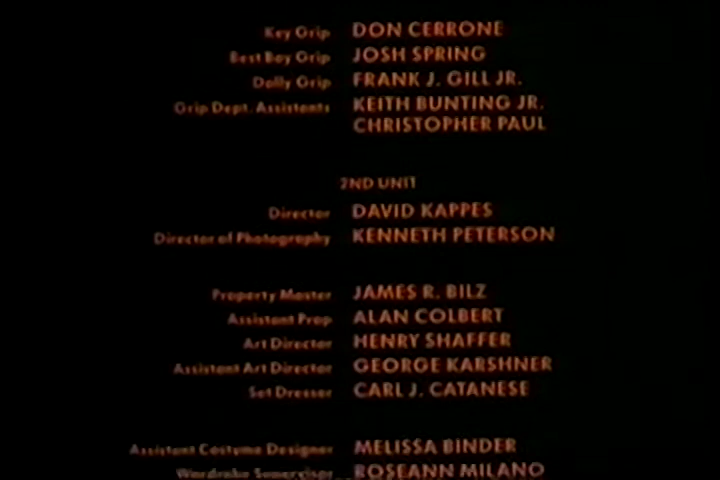 Key Grip DON CERRONE
Best Boy Grip JOSH SPRING
Dolly Grip FRANK J. GILL JR.
Grip Dept. Assistants KEITH BUNTING JR.
CHRISTOPHER PAUL
2ND UNIT
Director DAVID KAPPES
Director of Photography KENNETH PETERSON
Property Master JAMES R. BILZ
Assistant Prop ALAN COLBERT
Art Director HENRY SHAFFER
Assistant Art Director GEORGE KARSHNER
Set Dresser CARL J. CATANESE
Assistant Costume Designer MELISSA BINDER
Wardrobe Supervisor ROSEANN MILANO